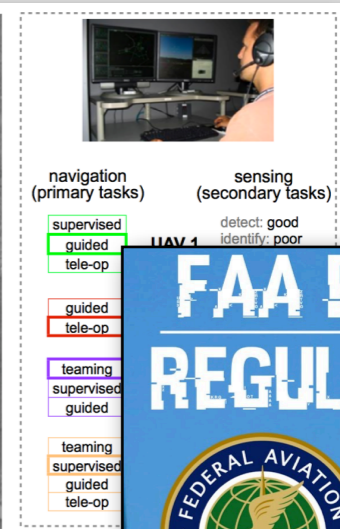 navigation
(primary tasks)
sensing
(secondary tasks)
supervised
guided
tele-op
UAV 1
detect: good
identify: poor
guided
tele-op
teaming
supervised
guided
teaming
supervised
guided
tele-op
FAA
REGUL
FEDERAL AVIATION